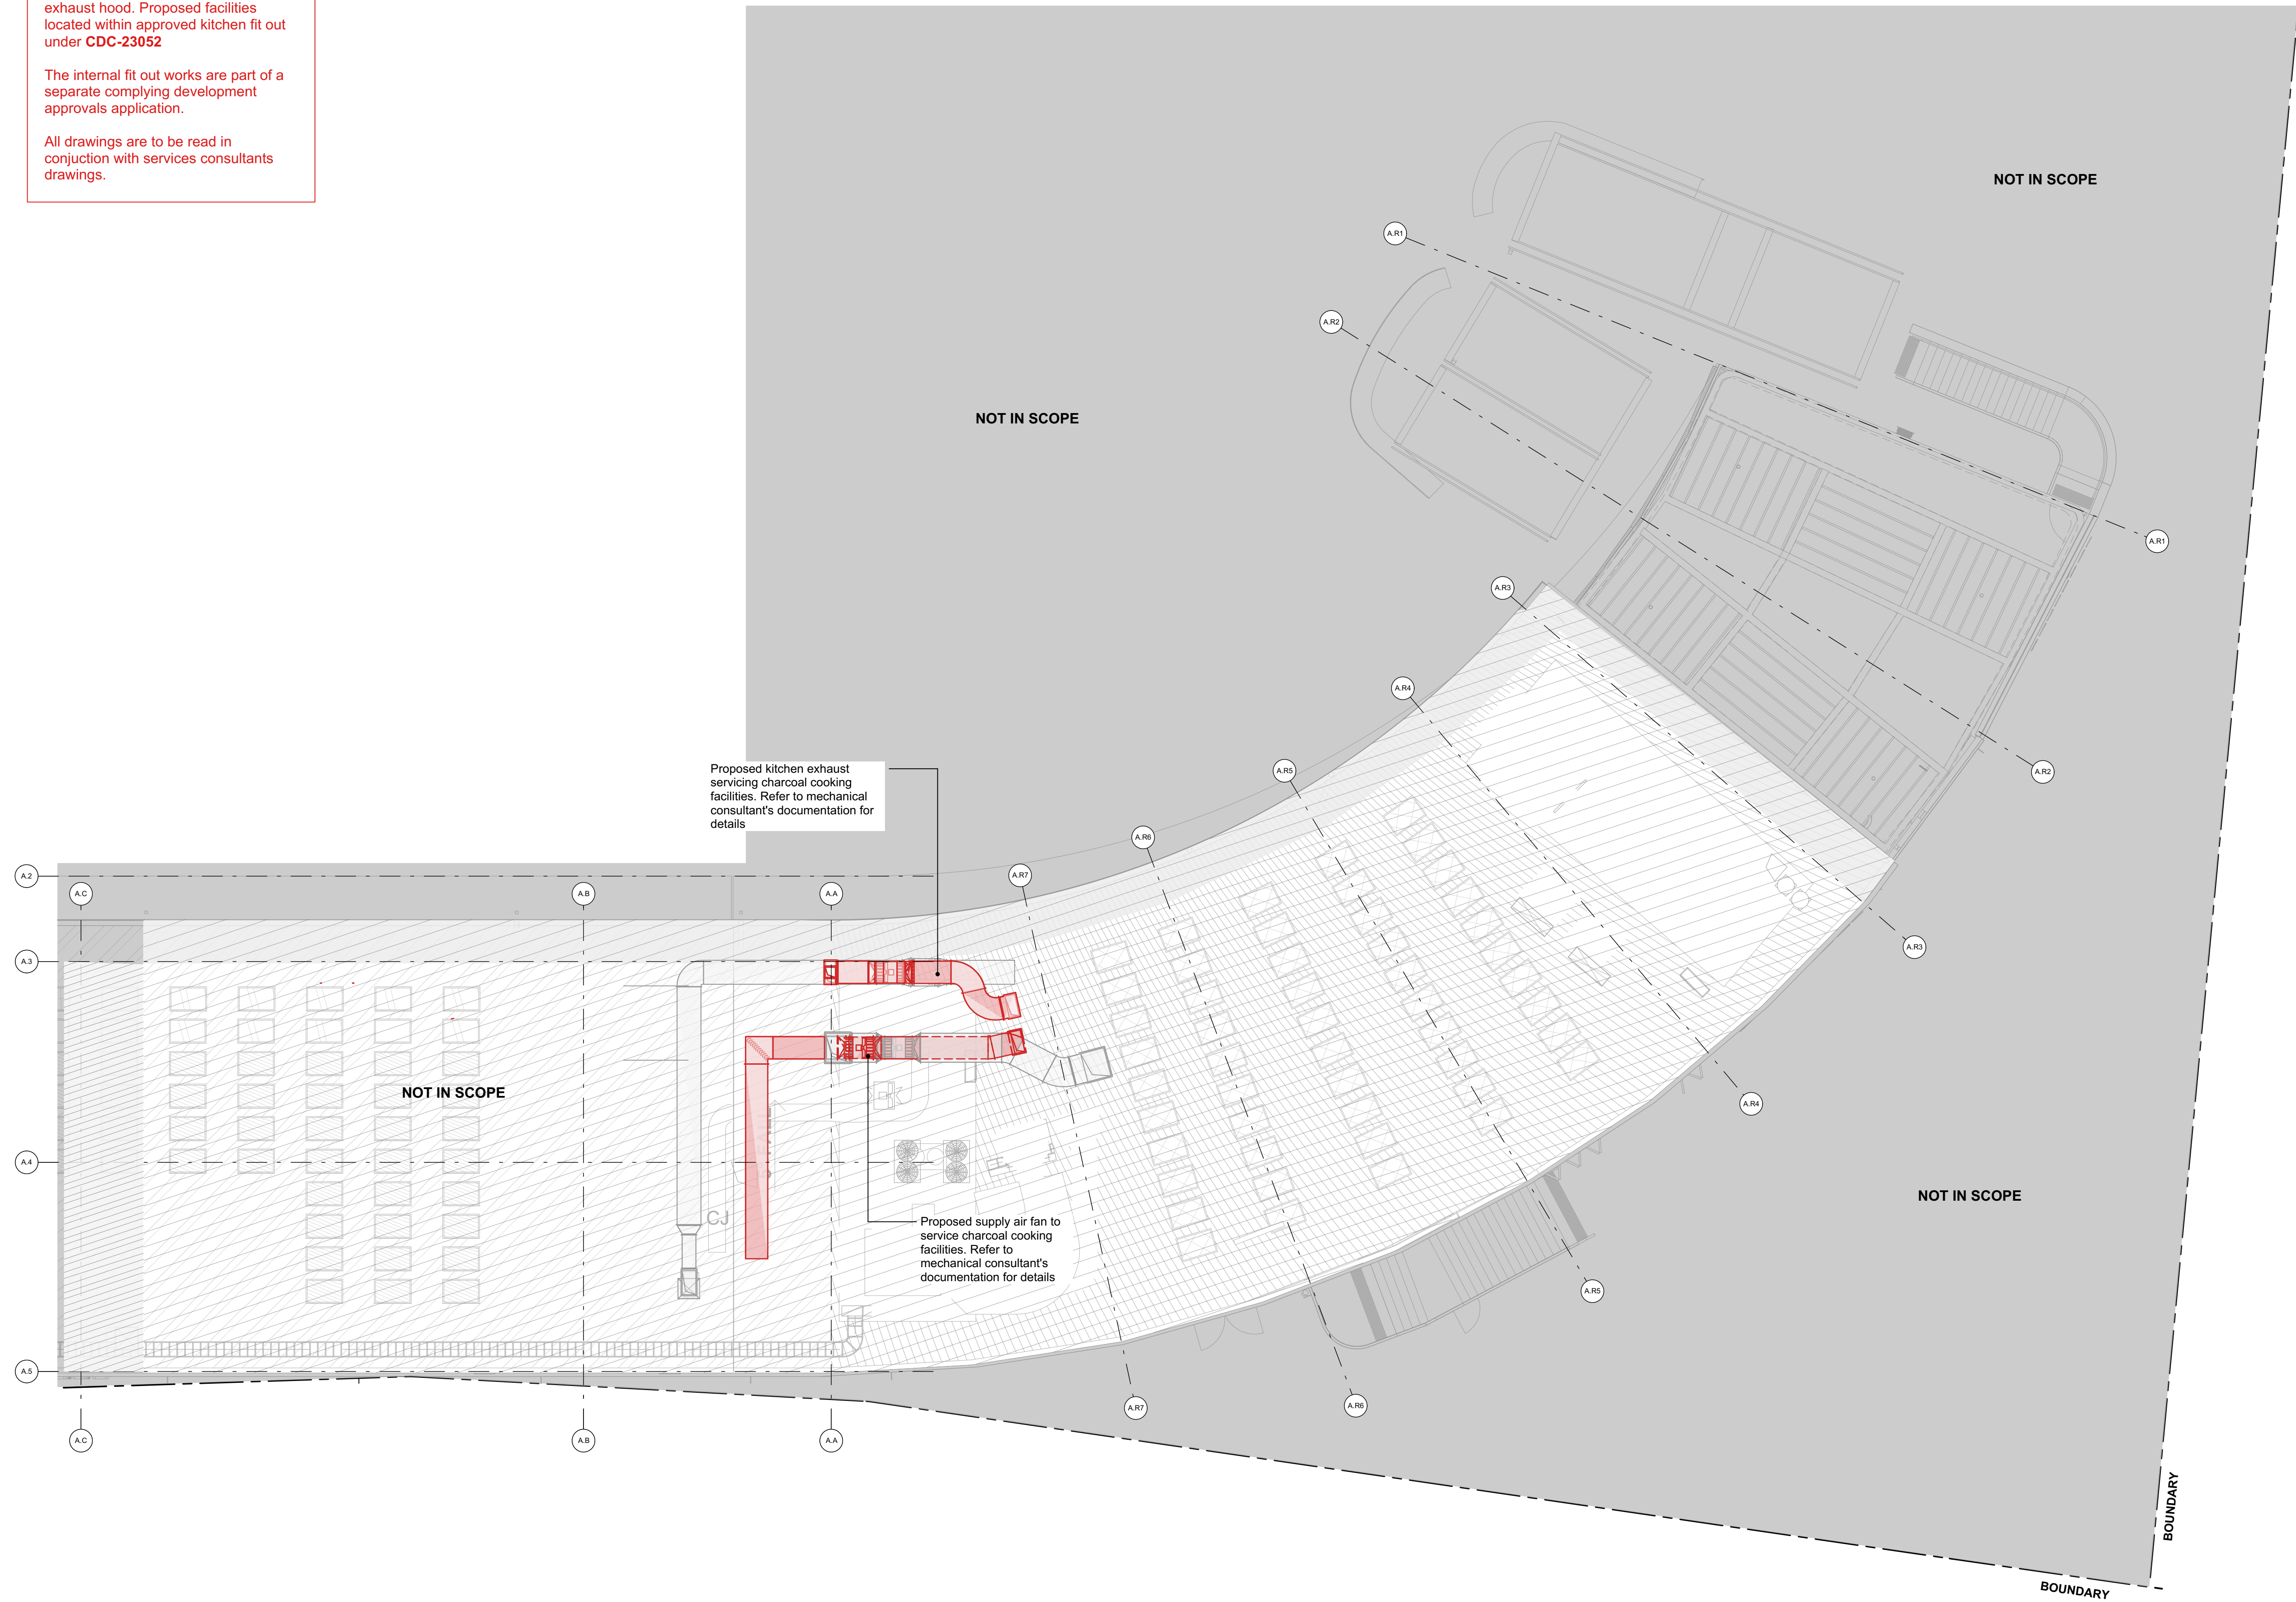 exhaust hood. Proposed facilities
located within approved kitchen fit out
under CDC-23052
The internal fit out works are part of a
separate complying development
approvals application.
All drawings are to be read in
conjuction with services consultants
drawings.
NOT IN SCOPE
A.R1
A.R2
NOT IN SCOPE
A.R1
A.R3
A.R4
A.R2
Proposed kitchen exhaust
servicing charcoal cooking
facilities. Refer to mechanical
consultant's documentation for
details
A.R5
A.R6
A.R7
A.2
A.C
A.B
A.A
A.R3
A.3
NOT IN SCOPE
A.R4
A.4
NOT IN SCOPE
CJ
Proposed supply air fan to
service charcoal cooking
facilities. Refer to
mechanical consultant's
documentation for details
A.R5
A.5
A.R7
A.R6
A.C
A.B
A.A
BOUNDARY
BOUNDARY